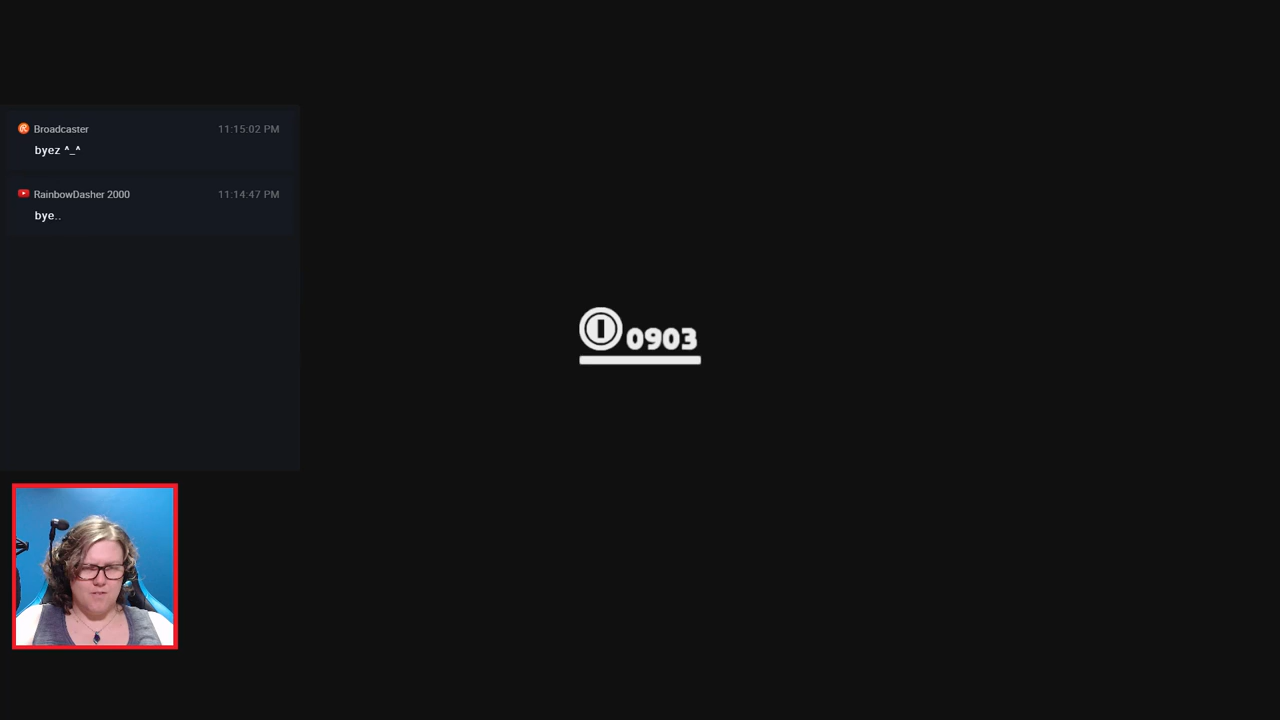 Broadcaster 11:15:02 PM
byez ^_^
RainbowDasher 2000 11:14:47 PM
bye..
0903